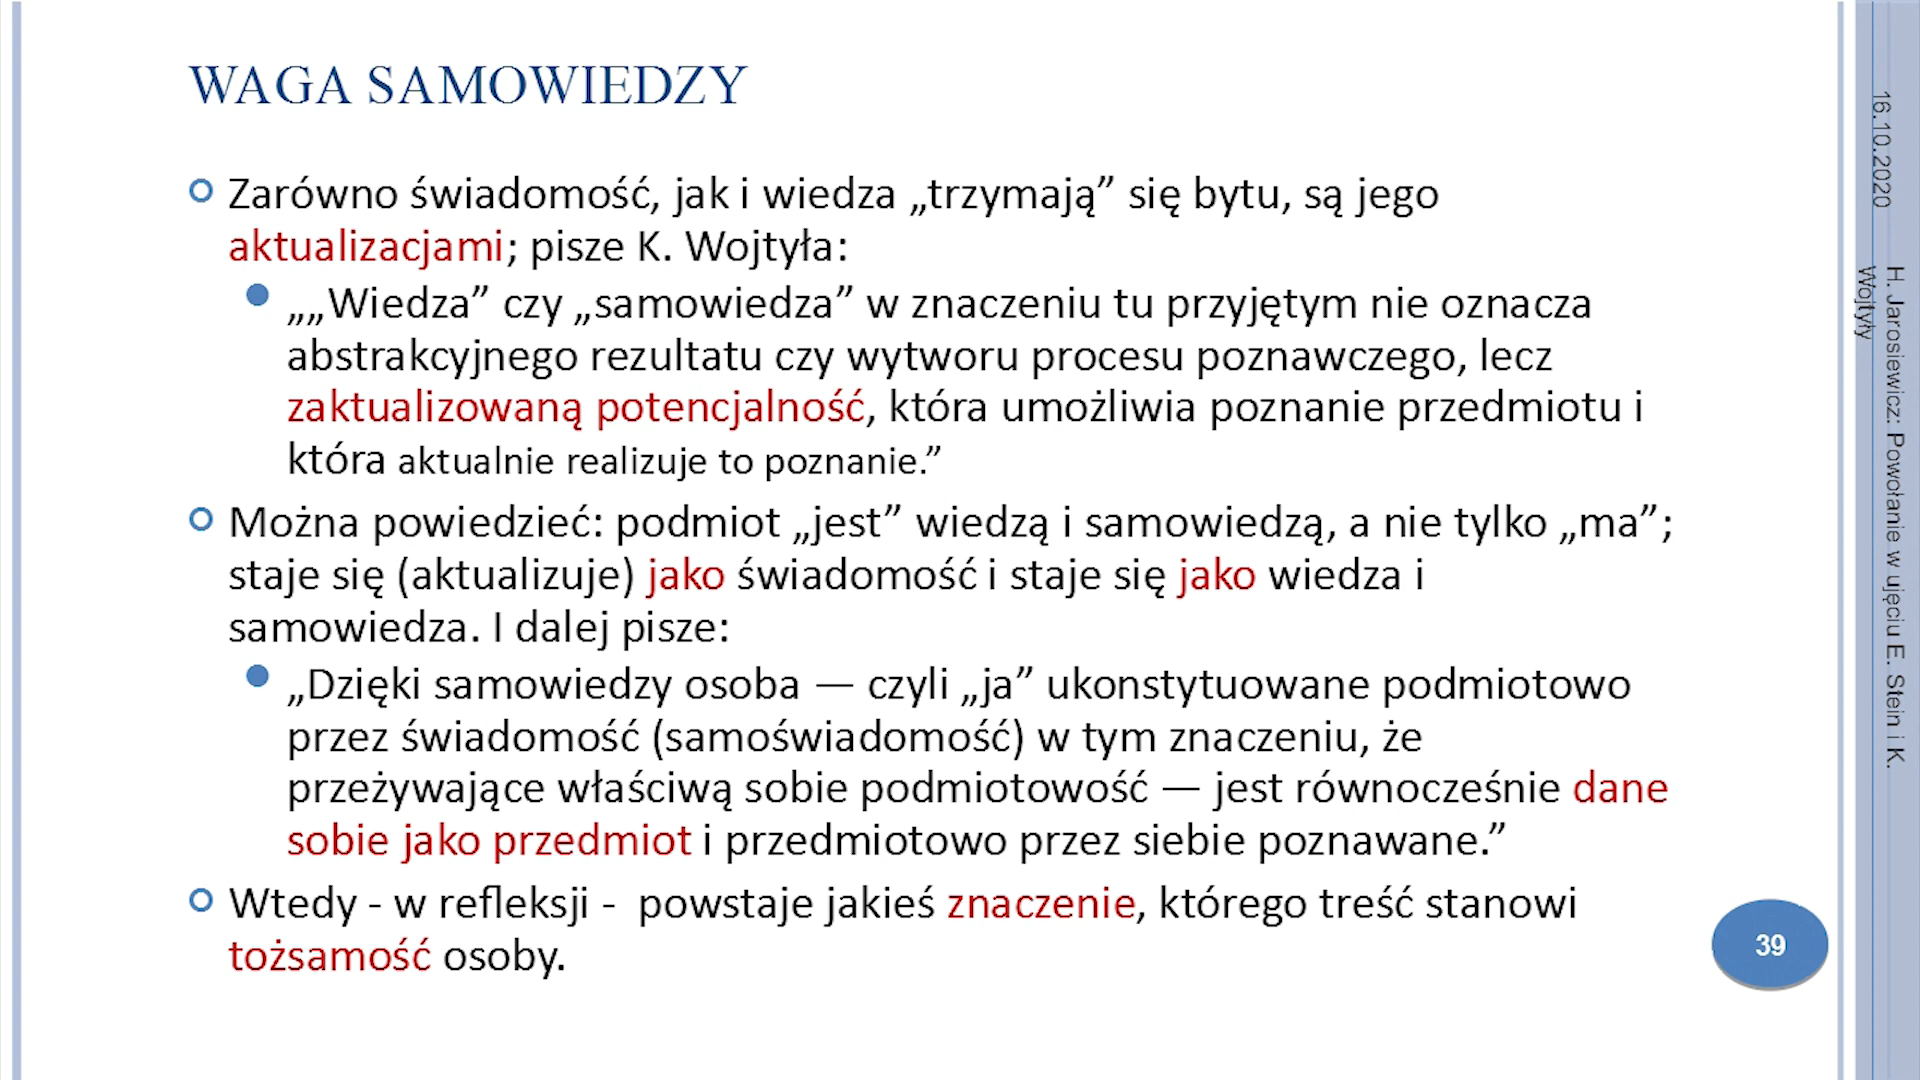 WAGA SAMOWIEDZY
Zarówno świadomość, jak i wiedza „trzymają” się bytu, są jego
aktualizacjami; pisze K. Wojtyła:
„„Wiedza” czy „samowiedza” w znaczeniu tu przyjętym nie oznacza
abstrakcyjnego rezultatu czy wytworu procesu poznawczego, lecz
zaktualizowaną potencjalność, która umożliwia poznanie przedmiotu i
która aktualnie realizuje to poznanie.”
Można powiedzieć: podmiot „jest” wiedzą i samowiedzą, a nie tylko „ma”;
staje się (aktualizuje) jako świadomość i staje się jako wiedza i
samowiedza. I dalej pisze:
„Dzięki samowiedzy osoba — czyli „ja” ukonstytuowane podmiotowo
przez świadomość (samoświadomość) w tym znaczeniu, że
przeżywające właściwą sobie podmiotowość — jest równocześnie dane
sobie jako przedmiot i przedmiotowo przez siebie poznawane.”
Wtedy - w refleksji -  powstaje jakieś znaczenie, którego treść stanowi
tożsamość osoby.
16.10.2020
H. Jarosiewicz: Powołanie w ujęciu E. Stein i K.
Wojtyły
39